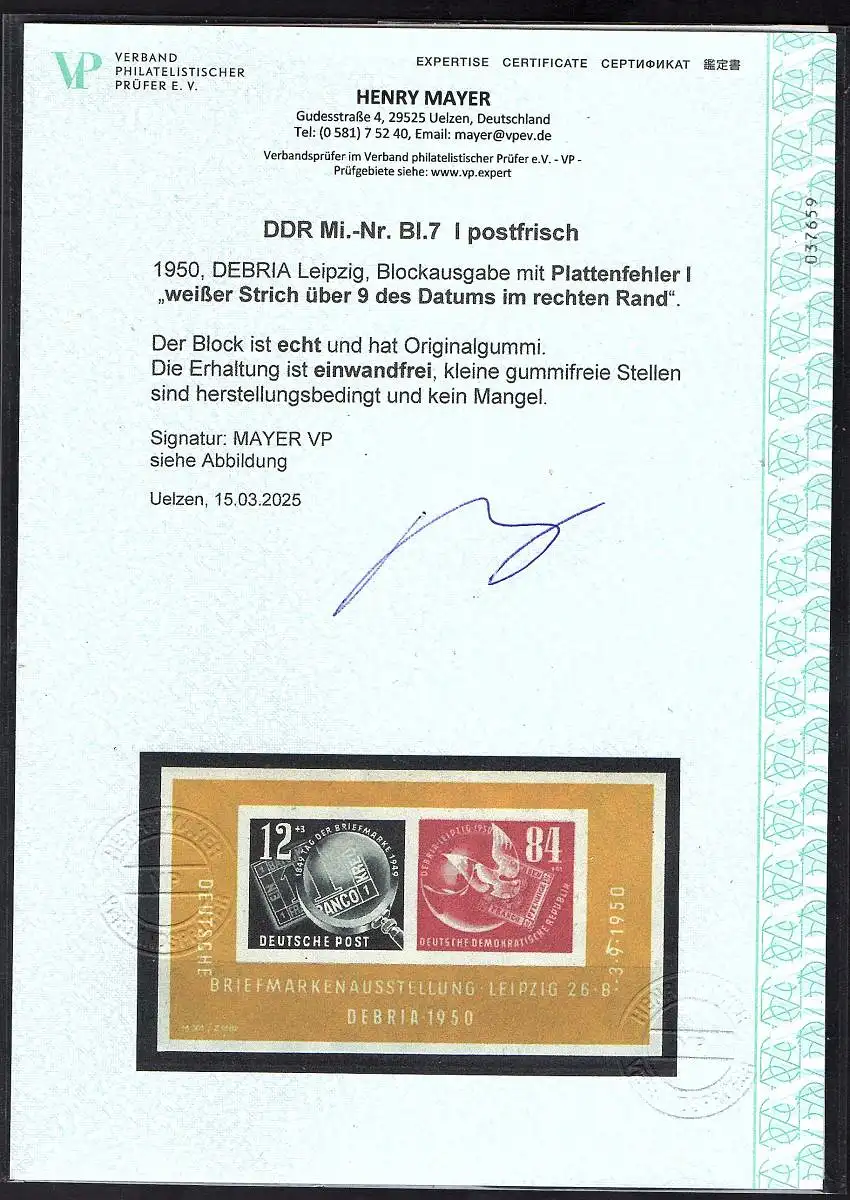 VP
VERBAND
PHILATELISTISCHER
PRÜFER E. V.
EXPERTISE CERTIFICATE СЕРТИФИКАТ 鑑定書
HENRY MAYER
Gudesstraße 4, 29525 Uelzen, Deutschland
Tel: (0 581) 7 52 40, Email: mayer@vpev.de
Verbandsprüfer im Verband philatelistischer Prüfer e.V. - VP -
Prüfgebiete siehe: www.vp.expert
037659
DDR Mi.-Nr. Bl.7 I postfrisch
1950, DEBRIA Leipzig, Blockausgabe mit Plattenfehler I
„weißer Strich über 9 des Datums im rechten Rand“.
Der Block ist echt und hat Originalgummi.
Die Erhaltung ist einwandfrei, kleine gummifreie Stellen
sind herstellungsbedingt und kein Mangel.
Signatur: MAYER VP
siehe Abbildung
Uelzen, 15.03.2025
12+3
1849 TAG DER BRIEFMARKE 1949
FRANCO
1
DEUTSCHE POST
DEBRIA-LEIPZIG 1950
84
DEUTSCHE DEMOKRATISCHE REPUBLIK
DEUTSCHE
BRIEFMARKENAUSSTELLUNG · LEIPZIG 26·8·
3·9·1950
DEBRIA·1950